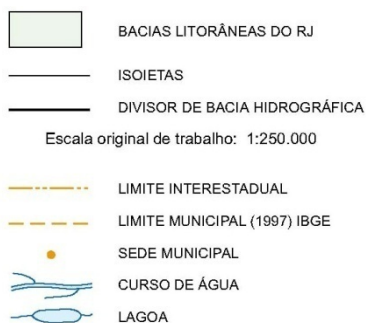 BACIAS LITORÂNEAS DO RJ
ISOIETAS
DIVISOR DE BACIA HIDROGRÁFICA
Escala original de trabalho: 1:250.000
LIMITE INTERESTADUAL
LIMITE MUNICIPAL (1997) IBGE
SEDE MUNICIPAL
CURSO DE ÁGUA
LAGOA